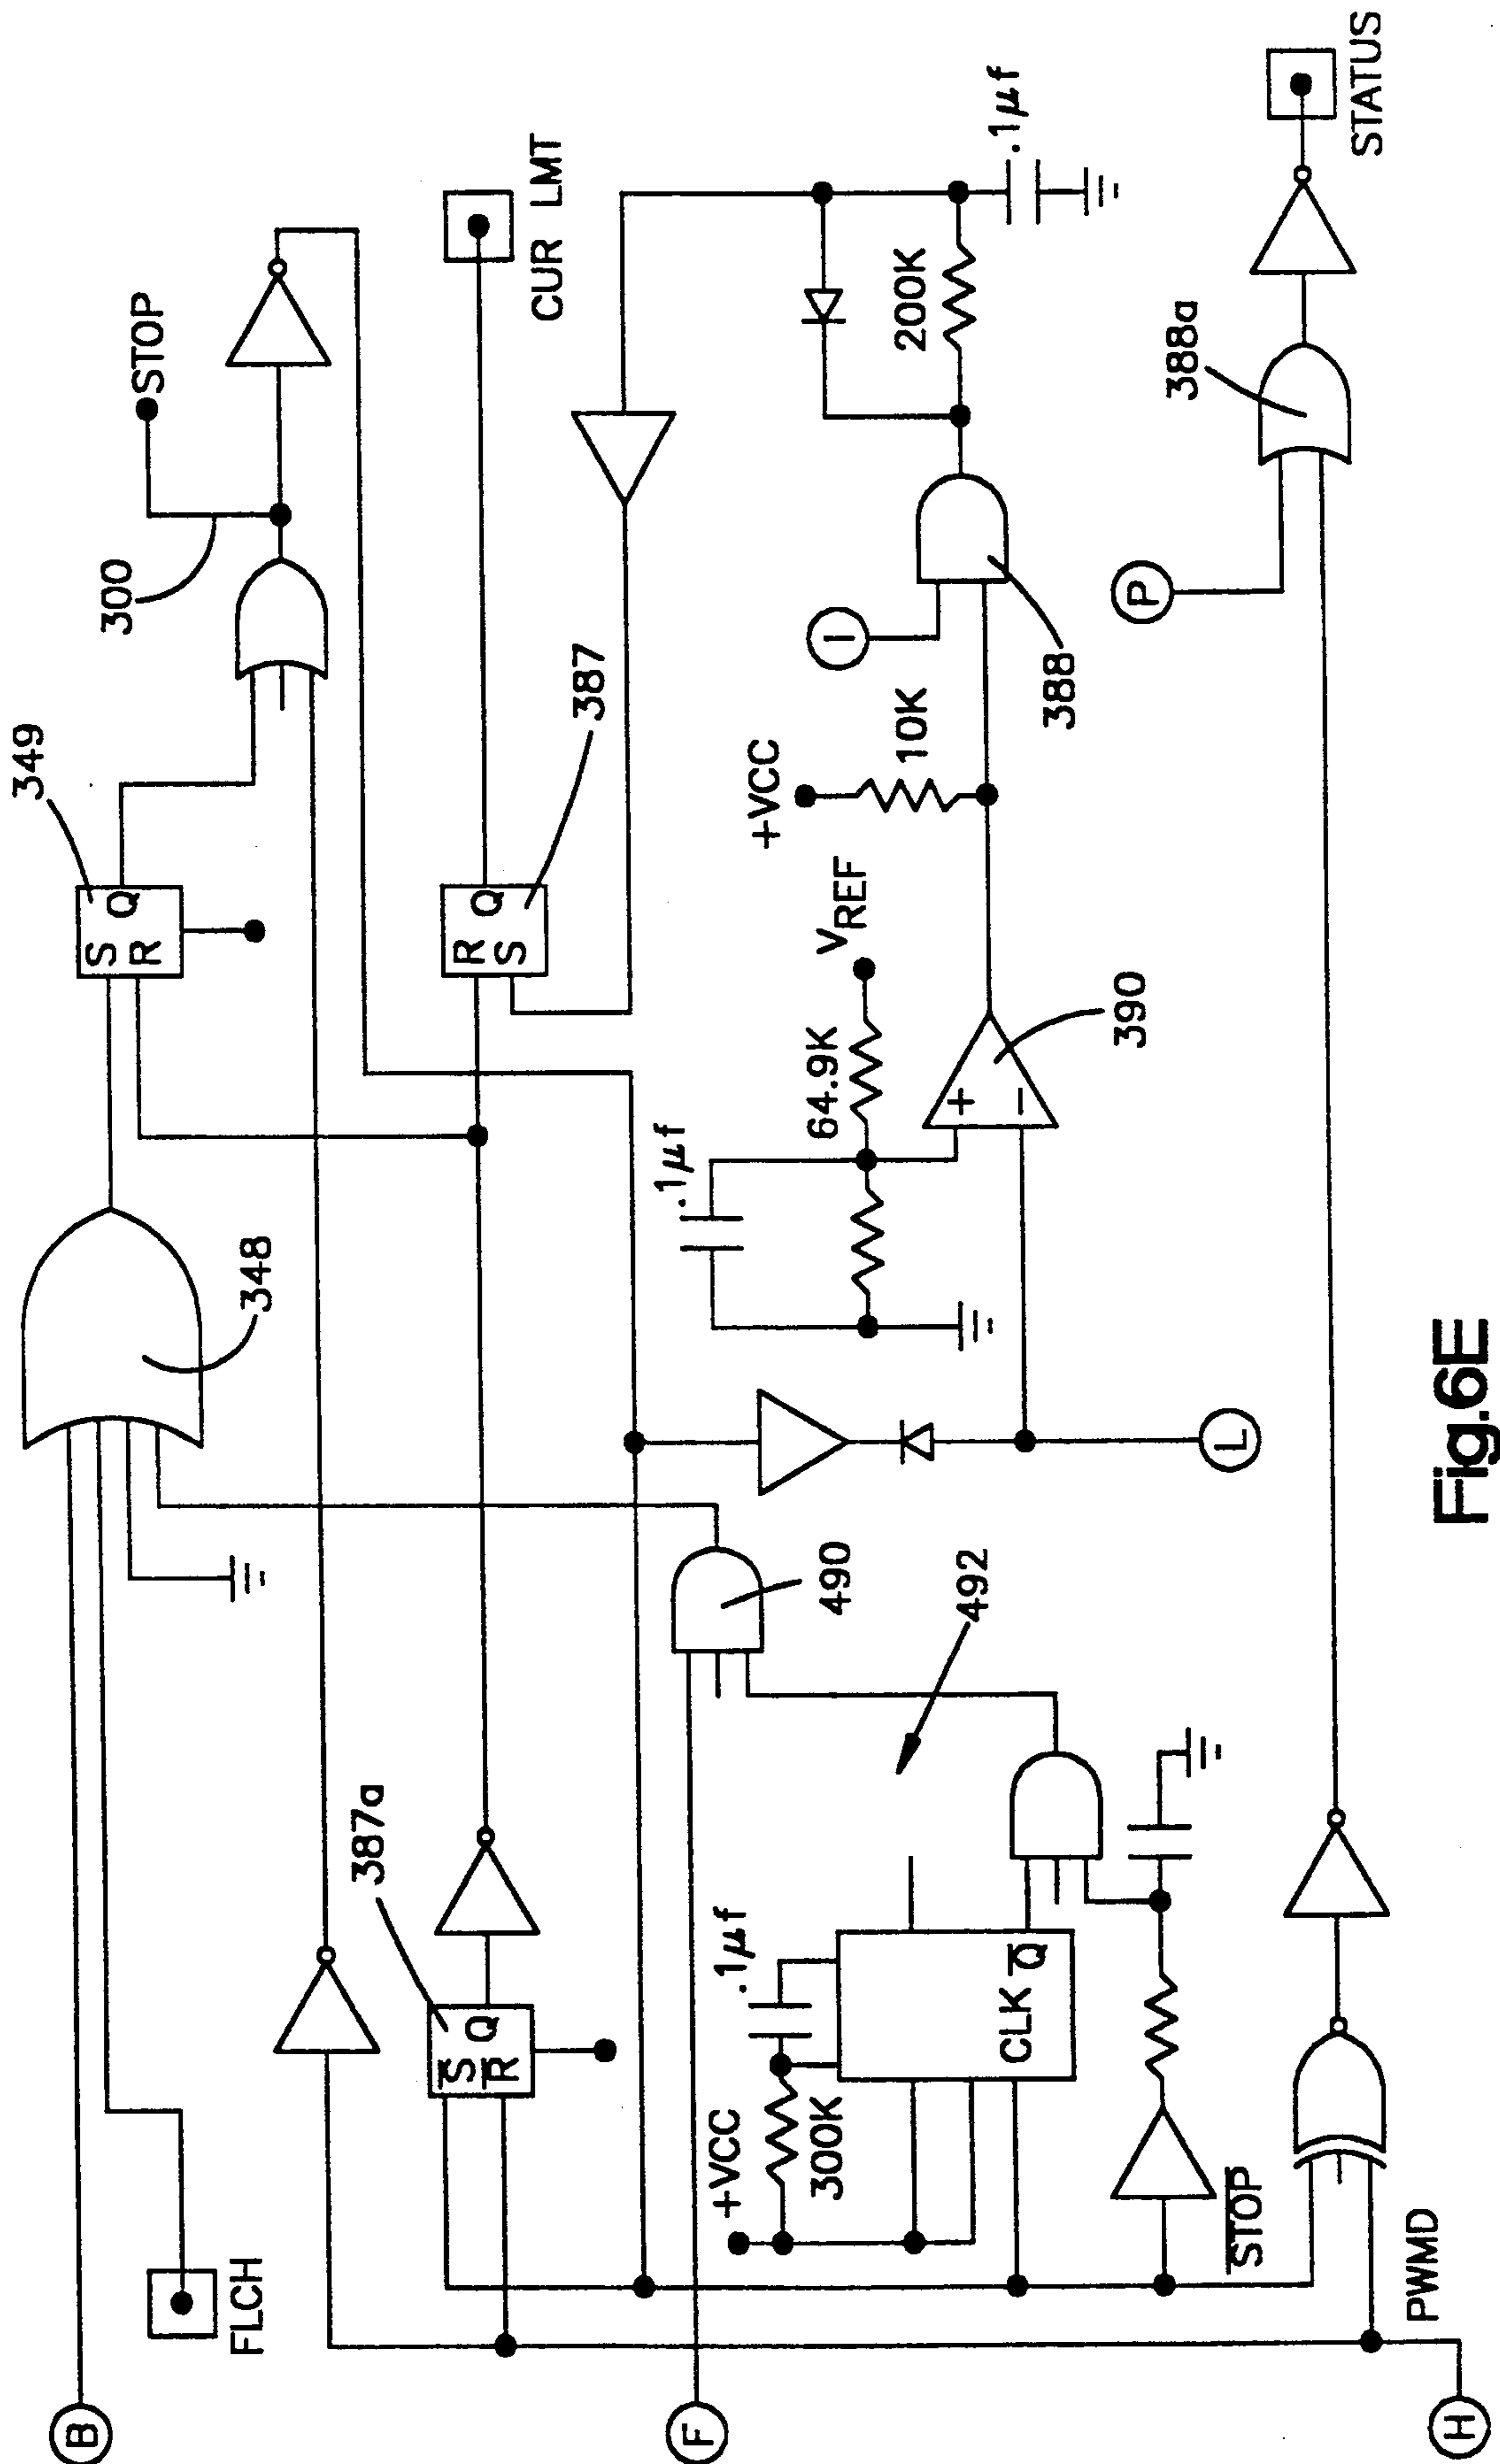 B
FLCH
348
349
S Q
R
300
STOP
387a
S̅ Q
R̅
R Q
S
387
CUR LMT
F
490
492
+VCC
300K
.1μf
CLK Q̅
S̅T̅O̅P̅
.1μf
64.9K
VREF
+
−
390
L
+VCC
10K
I
388
200K
.1μf
P
388a
STATUS
PWMD
H
Fig.6E